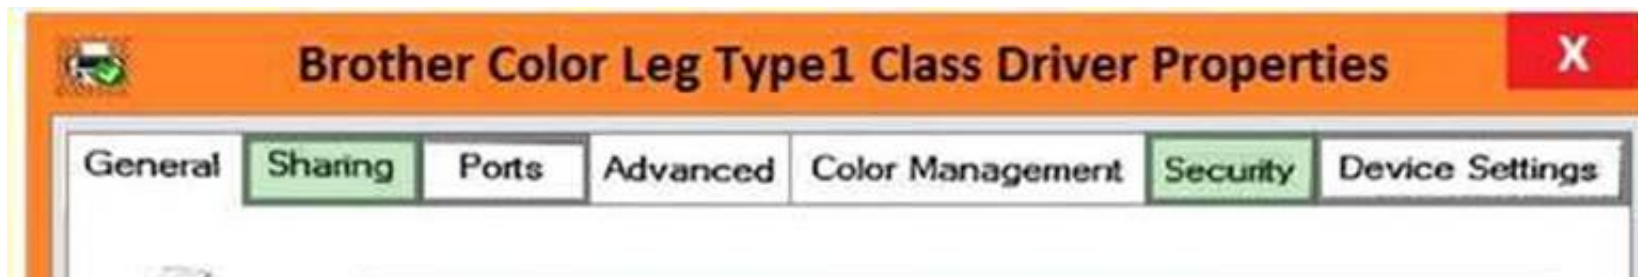 Brother Color Leg Type1 Class Driver Properties X
General Sharing Ports Advanced Color Management Security Device Settings